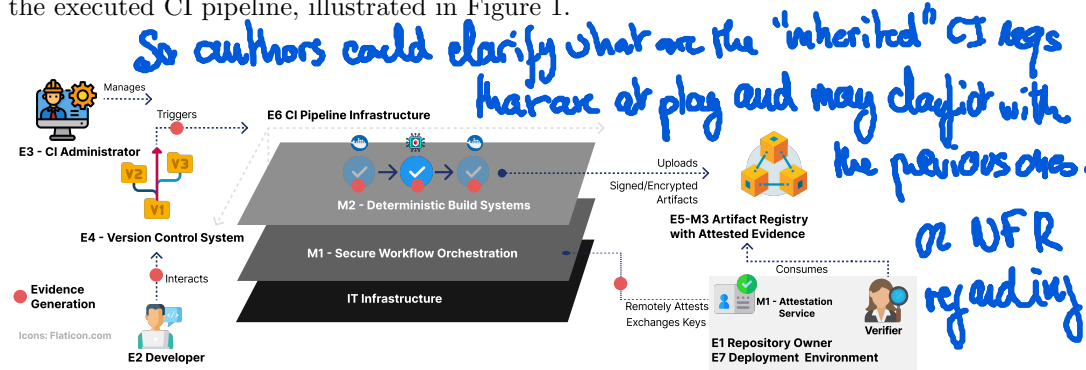 the executed CI pipeline, illustrated in Figure 1.
So authors could clarify what are the "inherited" CI reqs
that are at play and may clayfict with
the previous ones.
or NFR
regarding
Manages
Triggers
E6 CI Pipeline Infrastructure
E3 - CI Administrator
V2
V3
V1
Uploads
Signed/Encrypted
Artifacts
M2 - Deterministic Build Systems
E5-M3 Artifact Registry
with Attested Evidence
E4 - Version Control System
M1 - Secure Workflow Orchestration
Consumes
Interacts
Evidence
Generation
IT Infrastructure
Remotely Attests
Exchanges Keys
M1 - Attestation
Service
Verifier
Icons: Flaticon.com
E1 Repository Owner
E2 Developer
E7 Deployment Environment